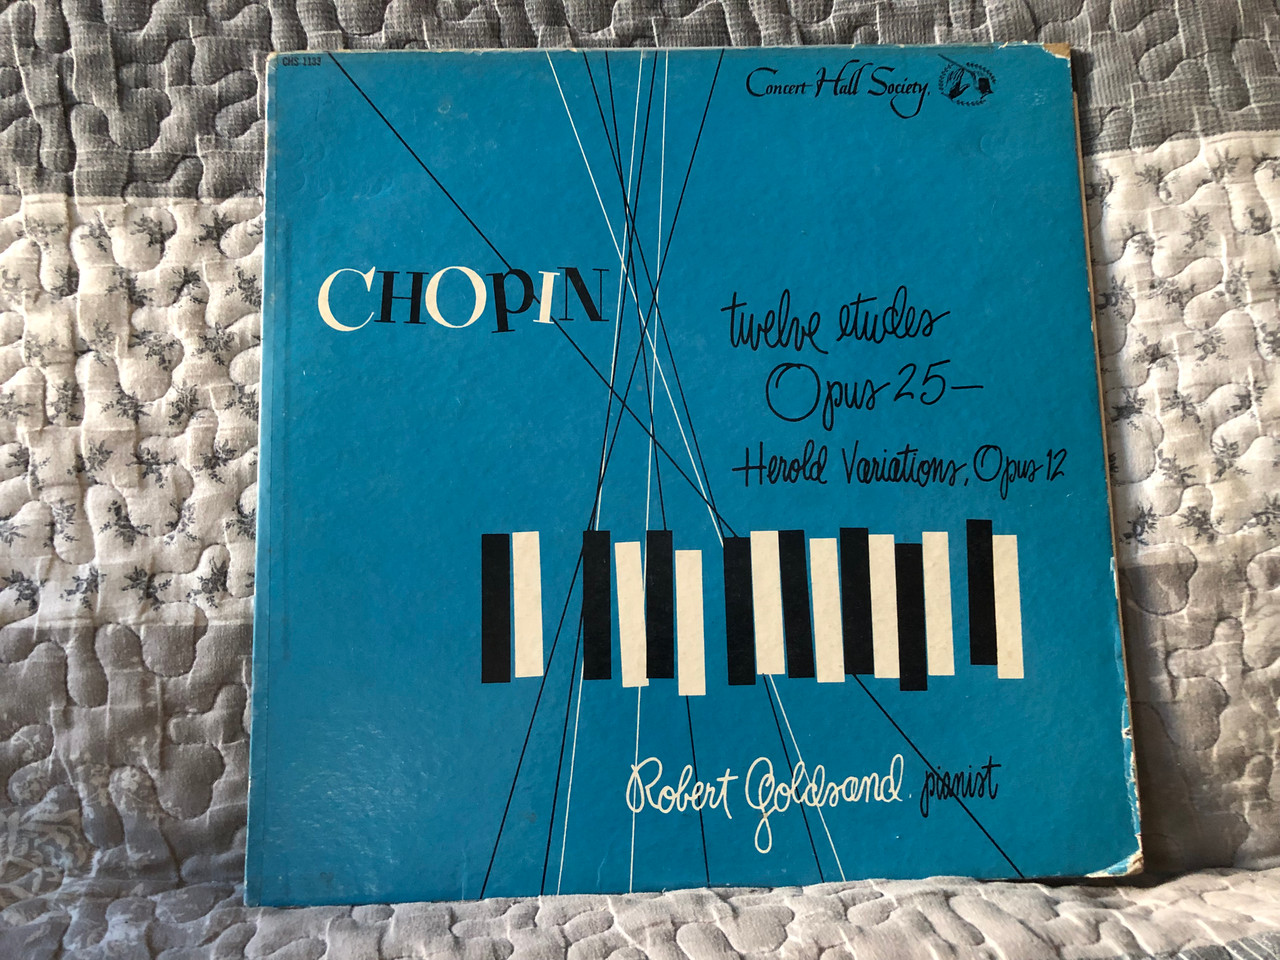 CHS 1133
Concert Hall Society.
CHOPIN
twelve etudes
Opus 25—
Herold Variations, Opus 12
Robert Goldsand. pianist